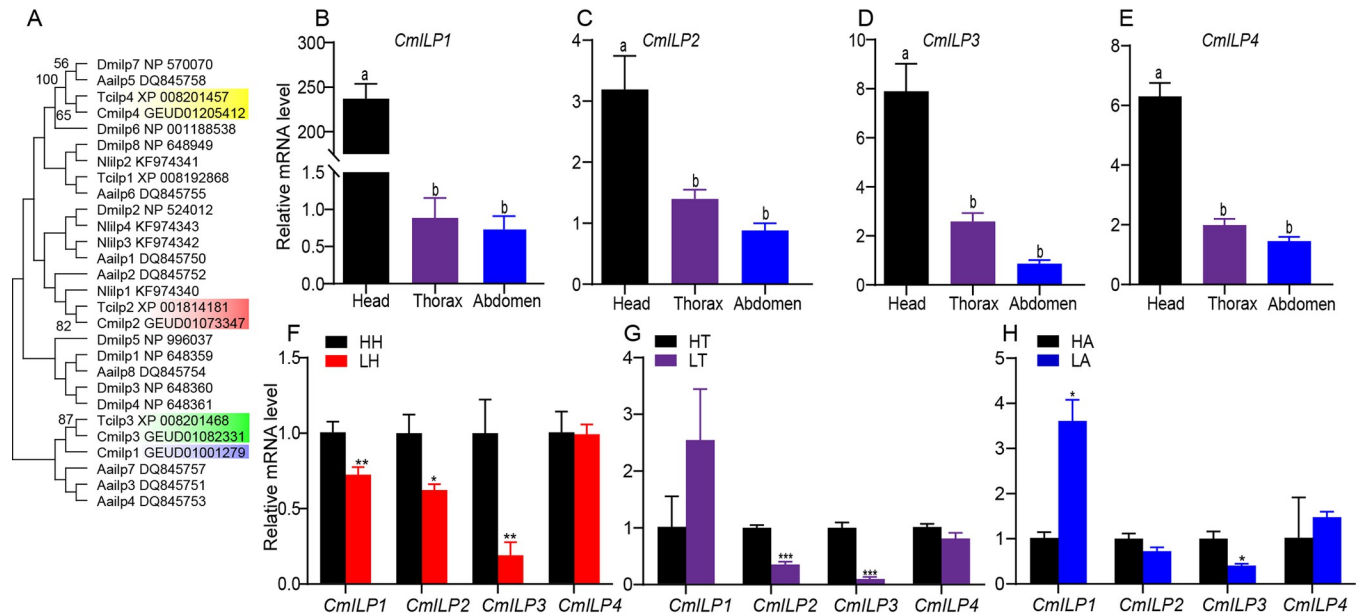 A
56
100
65
82
87
Dmilp7 NP 570070
Aailp5 DQ845758
Tcilp4 XP 008201457
Cmilp4 GEUD01205412
Dmilp6 NP 001188538
Dmilp8 NP 648949
Nlilp2 KF974341
Tcilp1 XP 008192868
Aailp6 DQ845755
Dmilp2 NP 524012
Nlilp4 KF974343
Nlilp3 KF974342
Aailp1 DQ845750
Aailp2 DQ845752
Nlilp1 KF974340
Tcilp2 XP 001814181
Cmilp2 GEUD01073347
Dmilp5 NP 996037
Dmilp1 NP 648359
Aailp8 DQ845754
Dmilp3 NP 648360
Dmilp4 NP 648361
Tcilp3 XP 008201468
Cmilp3 GEUD01082331
Cmilp1 GEUD01001279
Aailp7 DQ845757
Aailp3 DQ845751
Aailp4 DQ845753
B
CmILP1
Relative mRNA level
300
250
200
1.5
1.0
0.5
0.0
a
b
b
Head Thorax Abdomen
C
CmILP2
4
3
2
1
0
a
b
b
Head Thorax Abdomen
D
CmILP3
10
8
6
4
2
0
a
b
b
Head Thorax Abdomen
E
CmILP4
8
6
4
2
0
a
b
b
Head Thorax Abdomen
F
HH
LH
Relative mRNA level
1.5
1.0
0.5
0.0
**
*
**
CmILP1 CmILP2 CmILP3 CmILP4
G
HT
LT
4
3
2
1
0
***
***
CmILP1 CmILP2 CmILP3 CmILP4
H
HA
LA
5
4
3
2
1
0
*
*
CmILP1 CmILP2 CmILP3 CmILP4